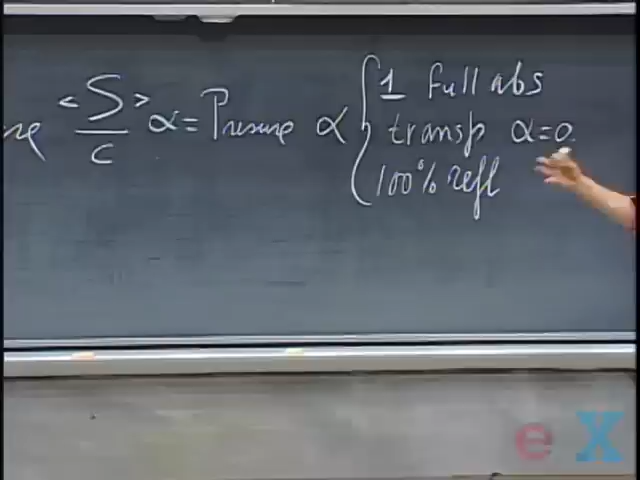 <S>/c α = Pressure α { 1 full abs
transp α=0
100% refl
eX